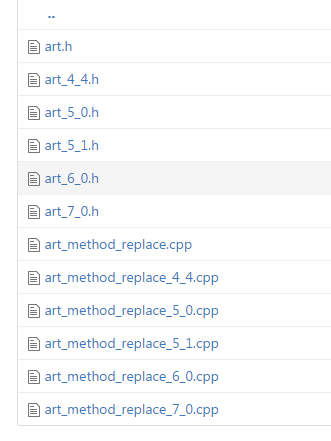 ..
art.h
art_4_4.h
art_5_0.h
art_5_1.h
art_6_0.h
art_7_0.h
art_method_replace.cpp
art_method_replace_4_4.cpp
art_method_replace_5_0.cpp
art_method_replace_5_1.cpp
art_method_replace_6_0.cpp
art_method_replace_7_0.cpp